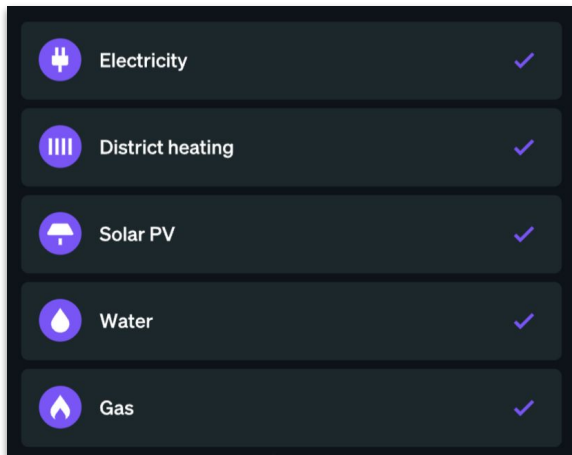 Electricity
District heating
Solar PV
Water
Gas